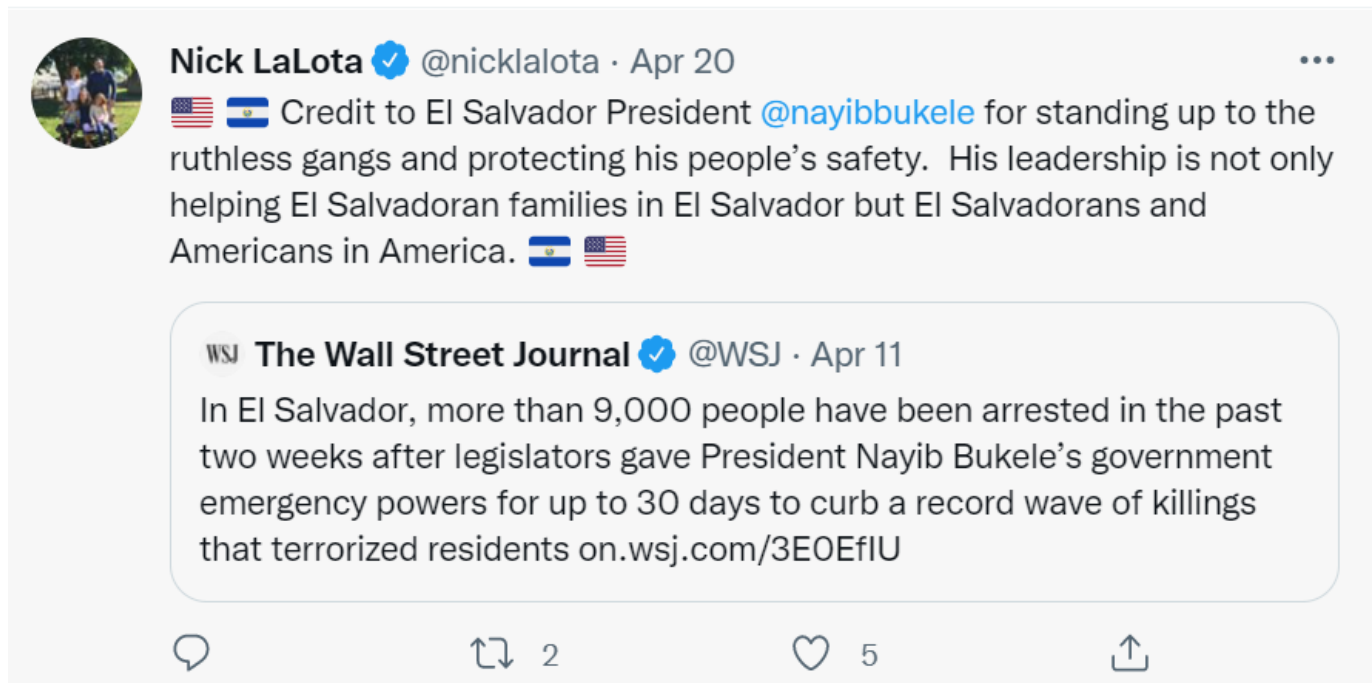 Nick LaLota @nicklalota · Apr 20
🇺🇸 🇸🇻 Credit to El Salvador President @nayibbukele for standing up to the
ruthless gangs and protecting his people’s safety.  His leadership is not only
helping El Salvadoran families in El Salvador but El Salvadorans and
Americans in America. 🇸🇻 🇺🇸
WSJ The Wall Street Journal @WSJ · Apr 11
In El Salvador, more than 9,000 people have been arrested in the past
two weeks after legislators gave President Nayib Bukele’s government
emergency powers for up to 30 days to curb a record wave of killings
that terrorized residents on.wsj.com/3E0EfIU
2 5